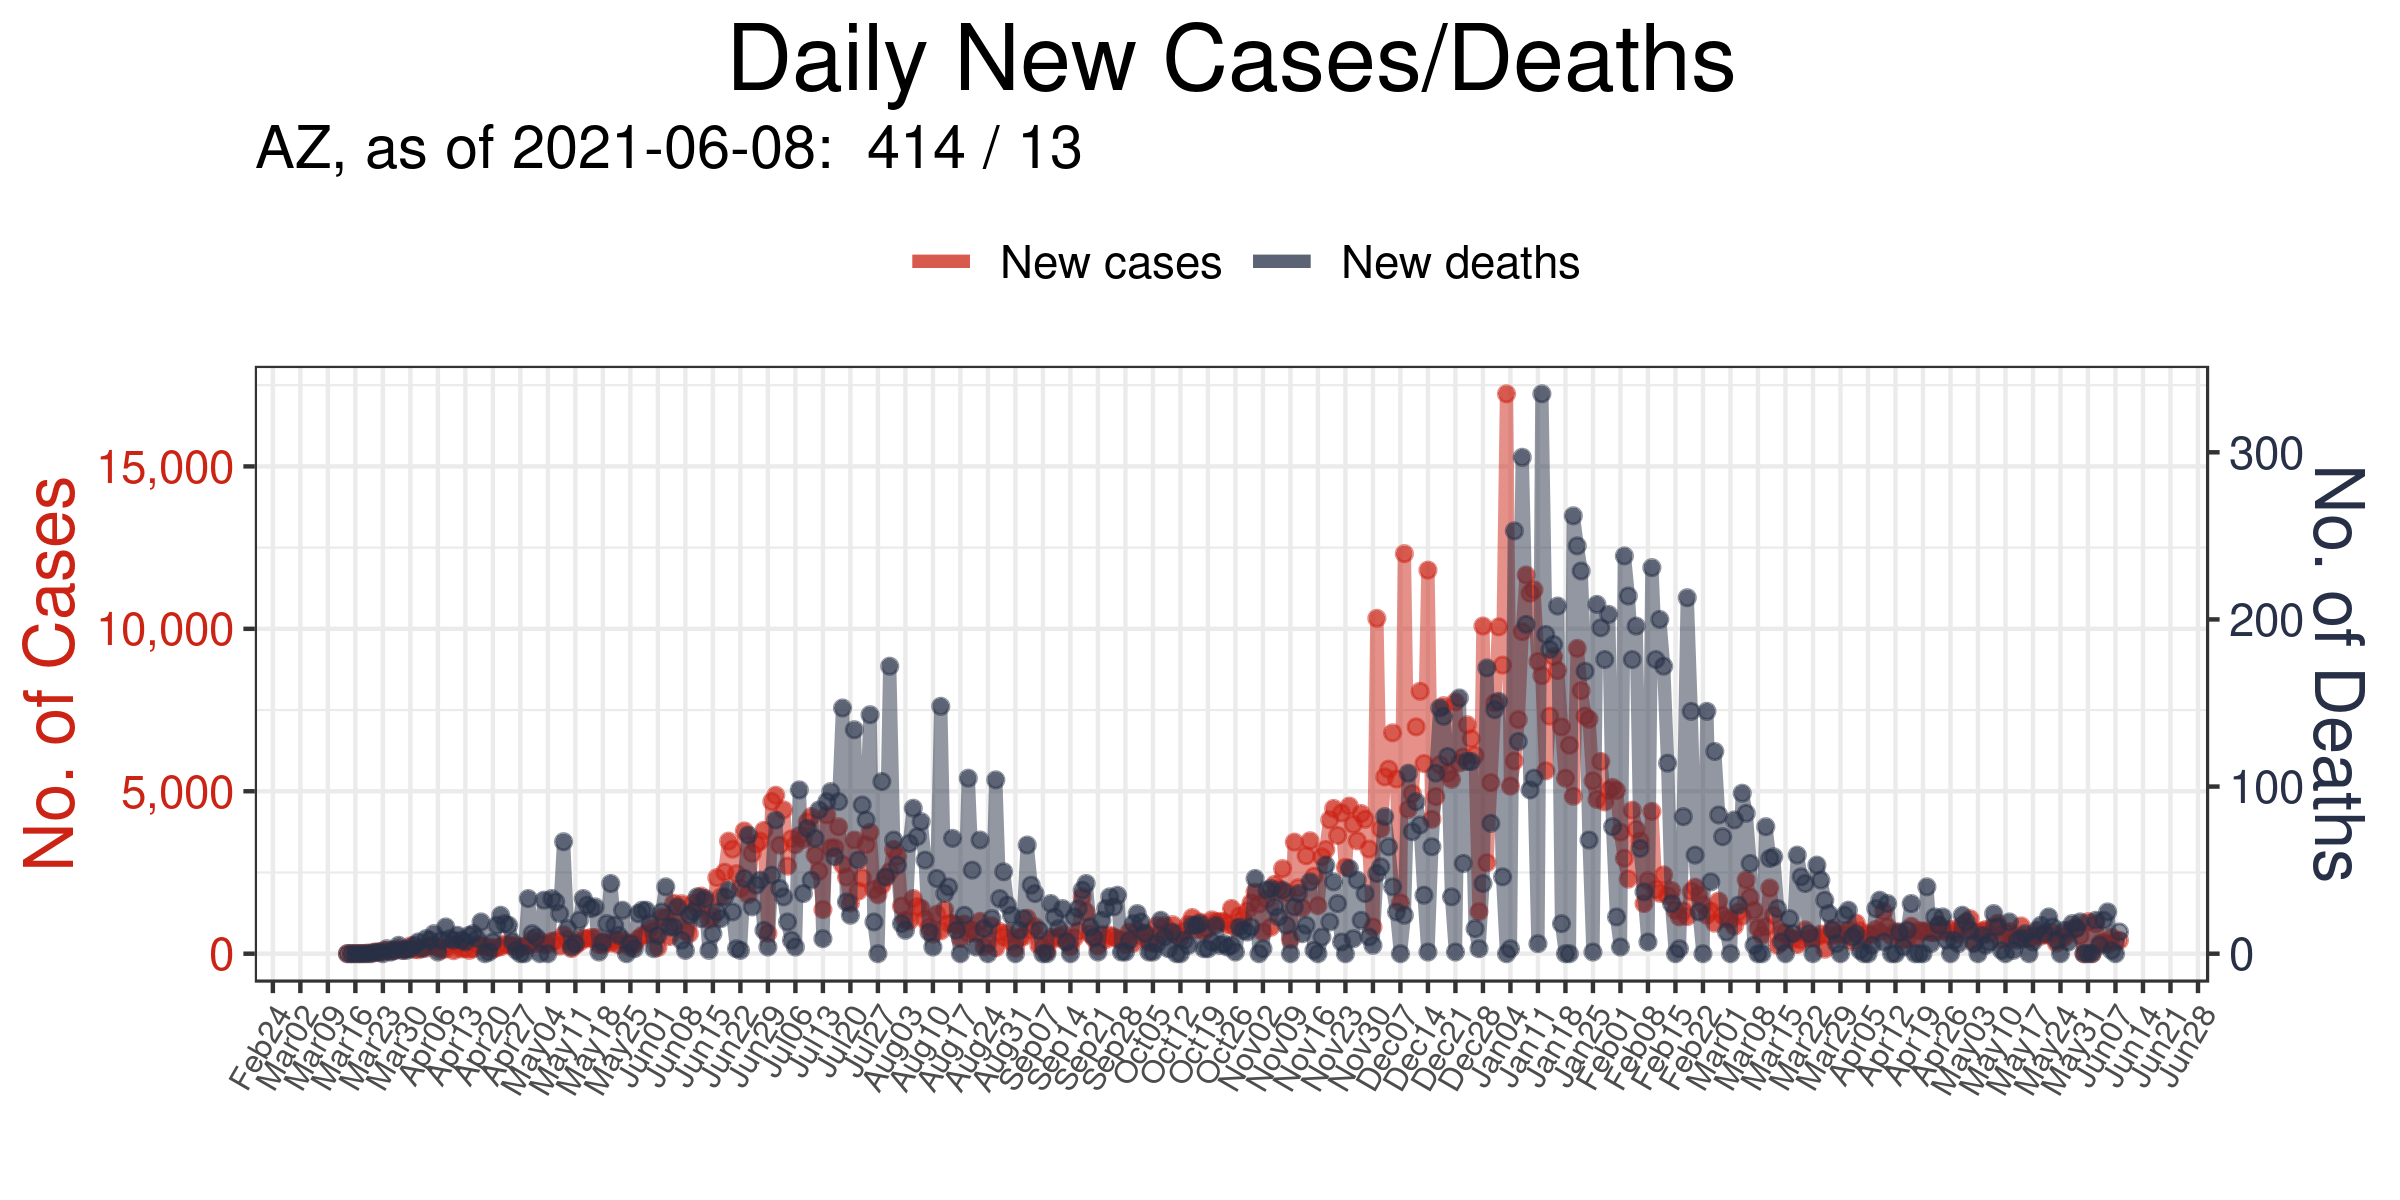 Daily New Cases/Deaths
AZ, as of 2021-06-08: 414 / 13
New cases New deaths
No. of Cases
15,000
10,000
5,000
0
300
200
100
0
No. of Deaths
Feb24 Mar02 Mar09 Mar16 Mar23 Mar30 Apr06 Apr13 Apr20 Apr27 May04 May11 May18 May25 Jun01 Jun08 Jun15 Jun22 Jun29 Jul06 Jul13 Jul20 Jul27 Aug03 Aug10 Aug17 Aug24 Aug31 Sep07 Sep14 Sep21 Sep28 Oct05 Oct12 Oct19 Oct26 Nov02 Nov09 Nov16 Nov23 Nov30 Dec07 Dec14 Dec21 Dec28 Jan04 Jan11 Jan18 Jan25 Feb01 Feb08 Feb15 Feb22 Mar01 Mar08 Mar15 Mar22 Mar29 Apr05 Apr12 Apr19 Apr26 May03 May10 May17 May24 May31 Jun07 Jun14 Jun21 Jun28